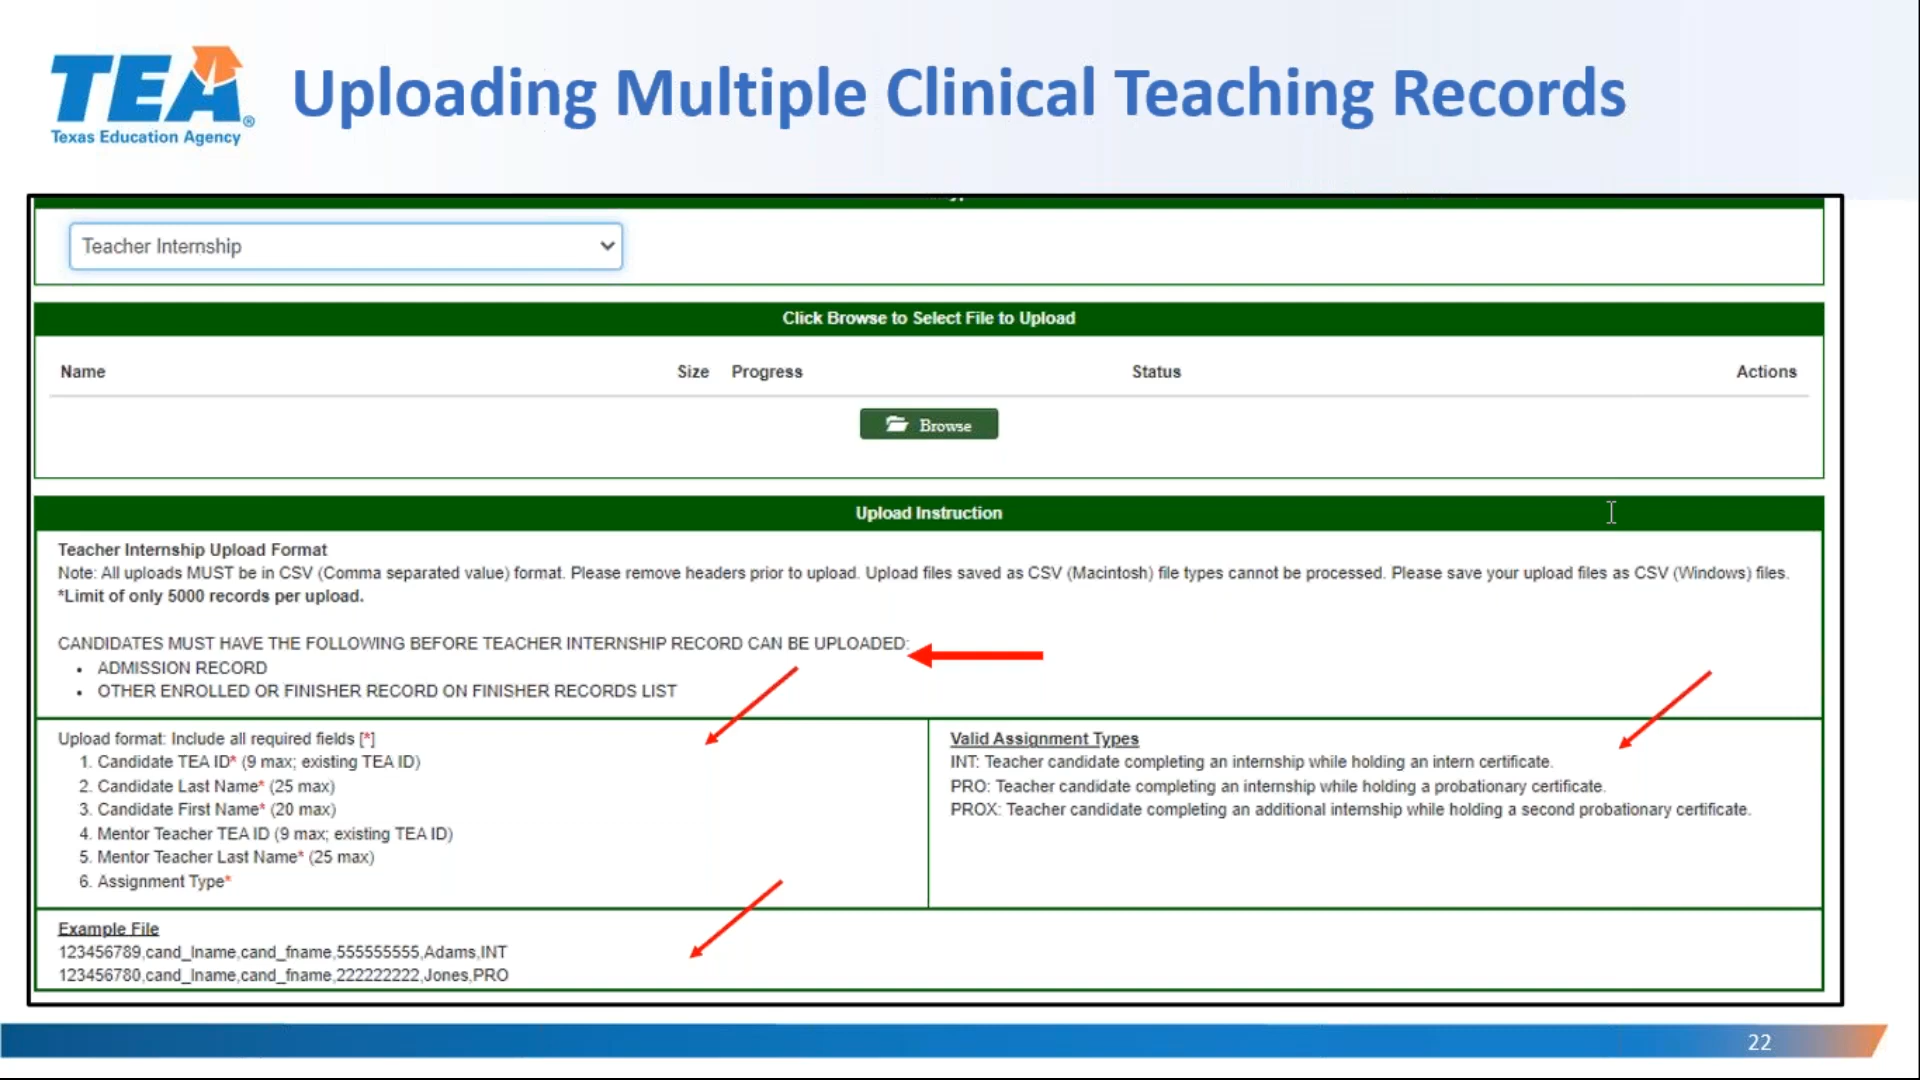 TEA®
Texas Education Agency
Uploading Multiple Clinical Teaching Records
Teacher Internship
Click Browse to Select File to Upload
Name Size Progress Status Actions
Browse
Upload Instruction
Teacher Internship Upload Format
Note: All uploads MUST be in CSV (Comma separated value) format. Please remove headers prior to upload. Upload files saved as CSV (Macintosh) file types cannot be processed. Please save your upload files as CSV (Windows) files.
*Limit of only 5000 records per upload.
CANDIDATES MUST HAVE THE FOLLOWING BEFORE TEACHER INTERNSHIP RECORD CAN BE UPLOADED:
• ADMISSION RECORD
• OTHER ENROLLED OR FINISHER RECORD ON FINISHER RECORDS LIST
Upload format: Include all required fields [*]
1. Candidate TEA ID* (9 max; existing TEA ID)
2. Candidate Last Name* (25 max)
3. Candidate First Name* (20 max)
4. Mentor Teacher TEA ID (9 max; existing TEA ID)
5. Mentor Teacher Last Name* (25 max)
6. Assignment Type*
Valid Assignment Types
INT: Teacher candidate completing an internship while holding an intern certificate.
PRO: Teacher candidate completing an internship while holding a probationary certificate.
PROX: Teacher candidate completing an additional internship while holding a second probationary certificate.
Example File
123456789,cand_lname,cand_fname,555555555,Adams,INT
123456780,cand_lname,cand_fname,222222222,Jones,PRO
22